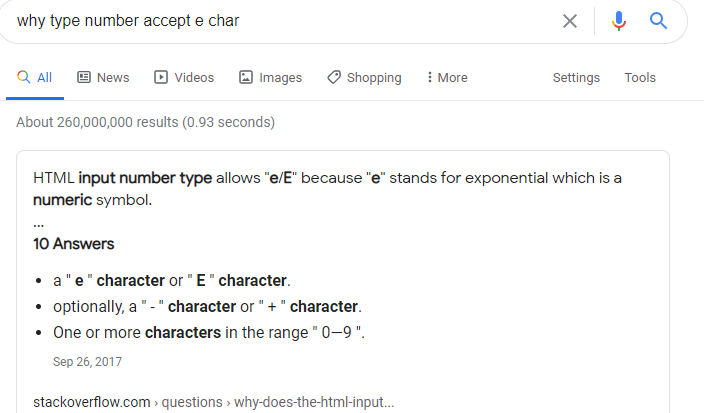 why type number accept e char
All News Videos Images Shopping More Settings Tools
About 260,000,000 results (0.93 seconds)
HTML input number type allows "e/E" because "e" stands for exponential which is a
numeric symbol.
...
10 Answers
• a " e " character or " E " character.
• optionally, a " - " character or " + " character.
• One or more characters in the range " 0—9 ".
Sep 26, 2017
stackoverflow.com › questions › why-does-the-html-input...